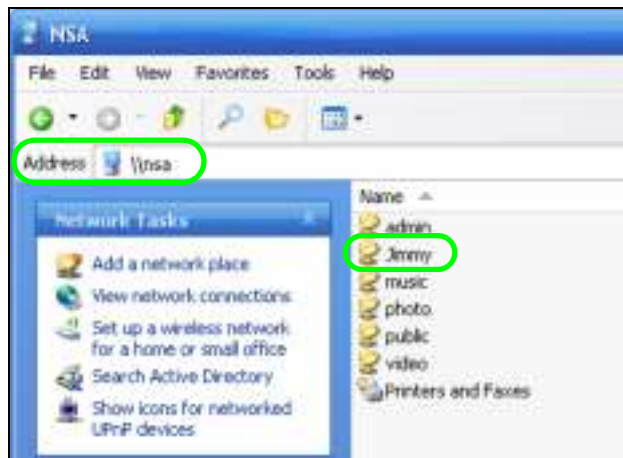 NSA
File Edit View Favorites Tools Help
Address \\nsa
Network Tasks
Add a network place
View network connections
Set up a wireless network
for a home or small office
Search Active Directory
Show icons for networked
UPnP devices
Name
admin
Jimmy
music
photo
public
video
Printers and Faxes